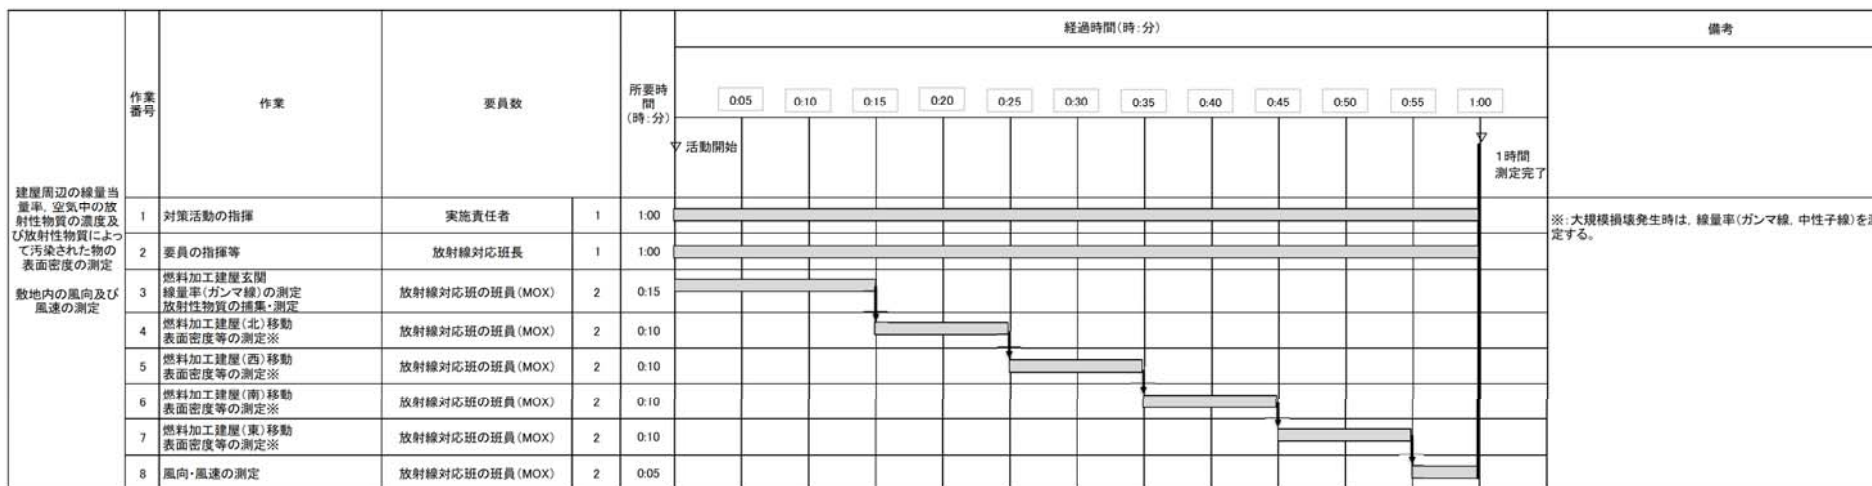 経過時間(時:分)
備考
作業
番号
作業
要員数
所要時
間
(時:分)
0:05
0:10
0:15
0:20
0:25
0:30
0:35
0:40
0:45
0:50
0:55
1:00
▽ 活動開始
▽
1時間
測定完了
建屋周辺の線量当
量率,空気中の放
射性物質の濃度及
び放射性物質によっ
て汚染された物の
表面密度の測定
敷地内の風向及び
風速の測定
1 対策活動の指揮 実施責任者 1 1:00
※:大規模損壊発生時は,線量率(ガンマ線,中性子線)を測
定する。
2 要員の指揮等 放射線対応班長 1 1:00
3 燃料加工建屋玄関
線量率(ガンマ線)の測定 放射線対応班の班員(MOX) 2 0:15
放射性物質の捕集・測定
4 燃料加工建屋(北)移動
表面密度等の測定※ 放射線対応班の班員(MOX) 2 0:10
5 燃料加工建屋(西)移動
表面密度等の測定※ 放射線対応班の班員(MOX) 2 0:10
6 燃料加工建屋(南)移動
表面密度等の測定※ 放射線対応班の班員(MOX) 2 0:10
7 燃料加工建屋(東)移動
表面密度等の測定※ 放射線対応班の班員(MOX) 2 0:10
8 風向・風速の測定 放射線対応班の班員(MOX) 2 0:05